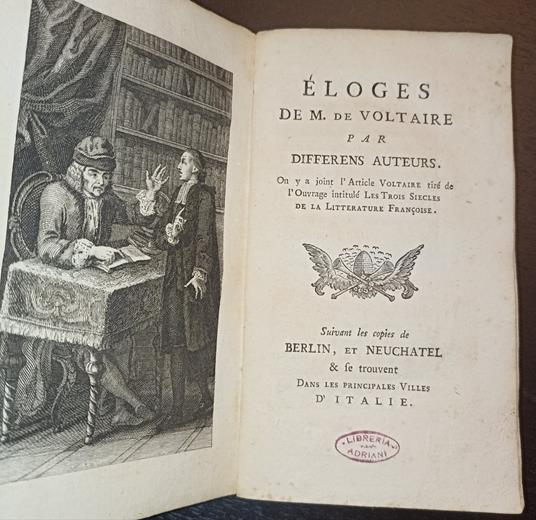 ÉLOGES
DE M. DE VOLTAIRE
PAR
DIFFERENS AUTEURS.
On y a joint l'Article VOLTAIRE tiré de
l'Ouvrage intitulé LES TROIS SIECLES
DE LA LITTERATURE FRANÇOISE.
Suivant les copies de
BERLIN, ET NEUCHATEL
& se trouvent
DANS LES PRINCIPALES VILLES
D'ITALIE.
LIBRERIA
ADRIANI